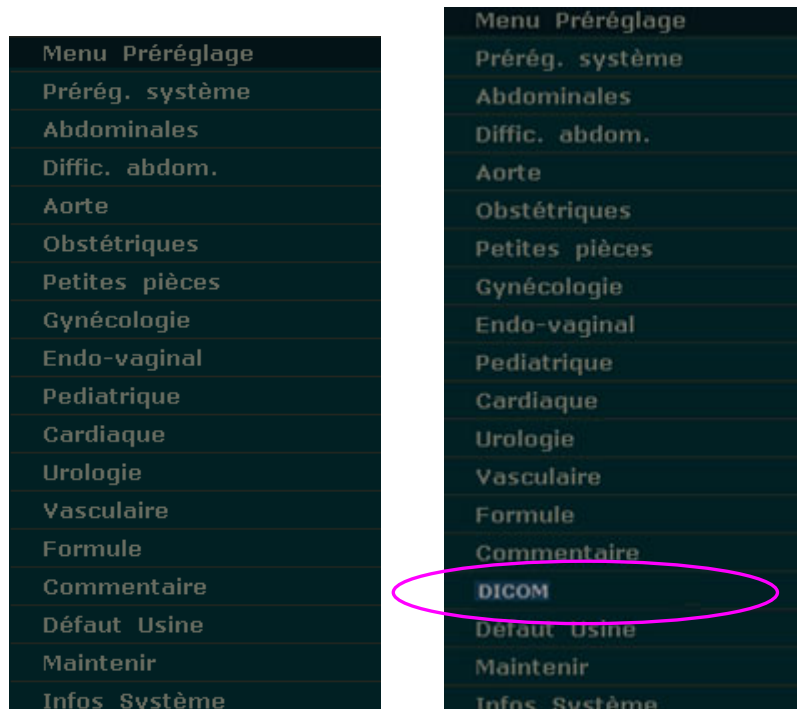 Menu Préréglage
Prérég. système
Abdominales
Diffic. abdom.
Aorte
Obstétriques
Petites pièces
Gynécologie
Endo-vaginal
Pediatrique
Cardiaque
Urologie
Vasculaire
Formule
Commentaire
Défaut Usine
Maintenir
Infos Système
Menu Préréglage
Prérég. système
Abdominales
Diffic. abdom.
Aorte
Obstétriques
Petites pièces
Gynécologie
Endo-vaginal
Pediatrique
Cardiaque
Urologie
Vasculaire
Formule
Commentaire
DICOM
Défaut Usine
Maintenir
Infos Système